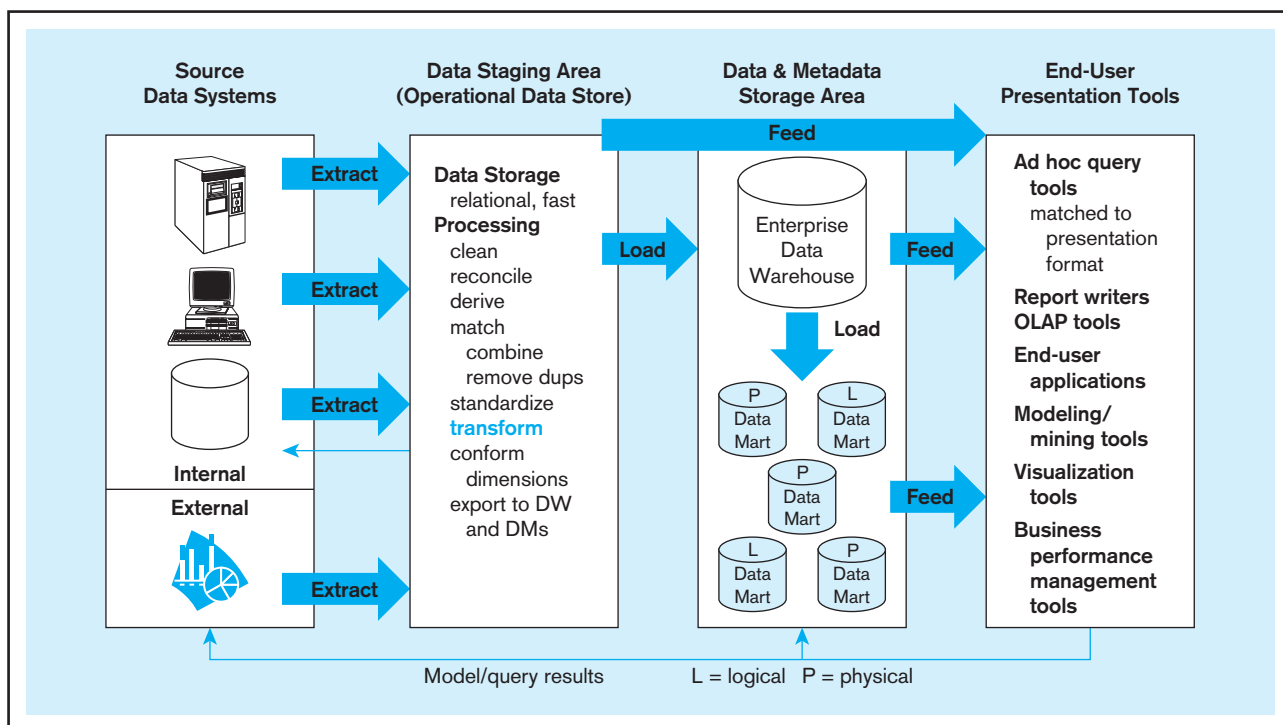 Source
Data Systems
Data Staging Area
(Operational Data Store)
Data & Metadata
Storage Area
End-User
Presentation Tools
Extract
Extract
Extract
Internal
External
Extract
Data Storage
relational, fast
Processing
clean
reconcile
derive
match
combine
remove dups
standardize
transform
conform
dimensions
export to DW
and DMs
Feed
Load
Enterprise
Data
Warehouse
Load
P
Data
Mart
L
Data
Mart
P
Data
Mart
L
Data
Mart
P
Data
Mart
Feed
Feed
Ad hoc query
tools
matched to
presentation
format
Report writers
OLAP tools
End-user
applications
Modeling/
mining tools
Visualization
tools
Business
performance
management
tools
Model/query results
L = logical P = physical